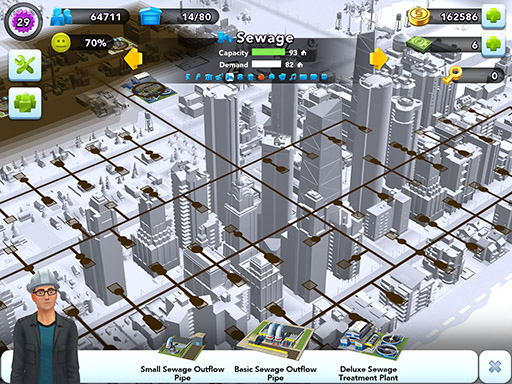 29
64711
14/80
162586
70%
6
0
Sewage
Capacity 93
Demand 82
Small Sewage Outflow Pipe
Basic Sewage Outflow Pipe
Deluxe Sewage Treatment Plant